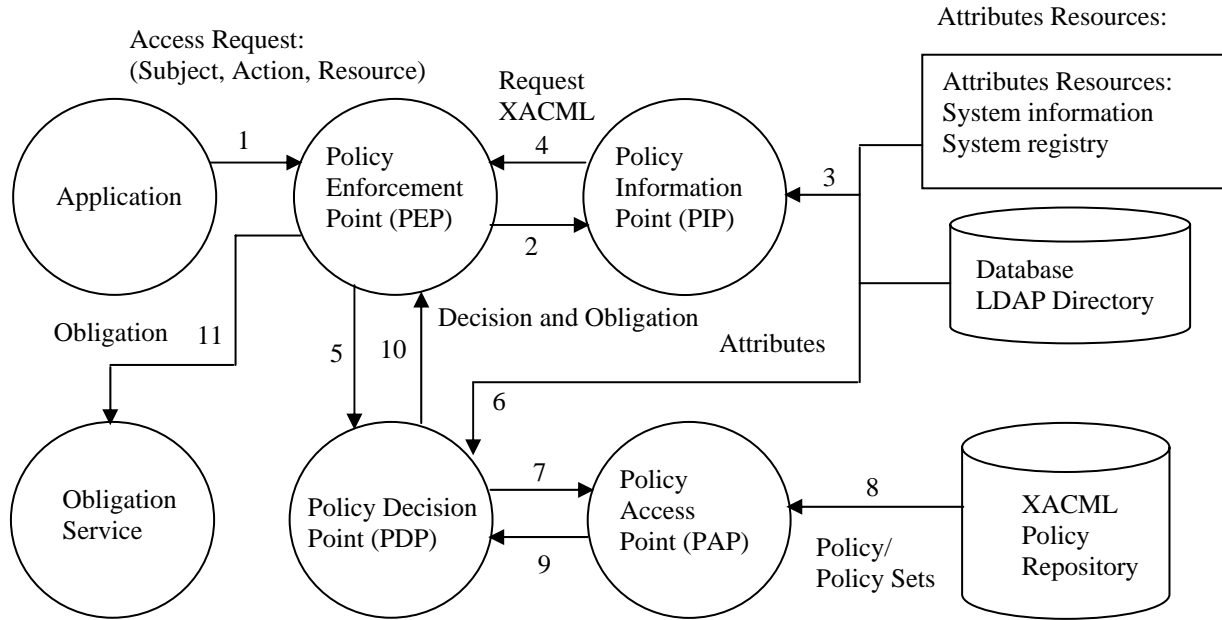 Attributes Resources:
Access Request:
(Subject, Action, Resource)
Request
XACML
Attributes Resources:
System information
System registry
1
4
3
Application
Policy
Enforcement
Point (PEP)
Policy
Information
Point (PIP)
2
Database
LDAP Directory
Obligation
11
Decision and Obligation
5
10
Attributes
6
Obligation
Service
Policy Decision
Point (PDP)
7
9
Policy
Access
Point (PAP)
8
Policy/
Policy Sets
XACML
Policy
Repository